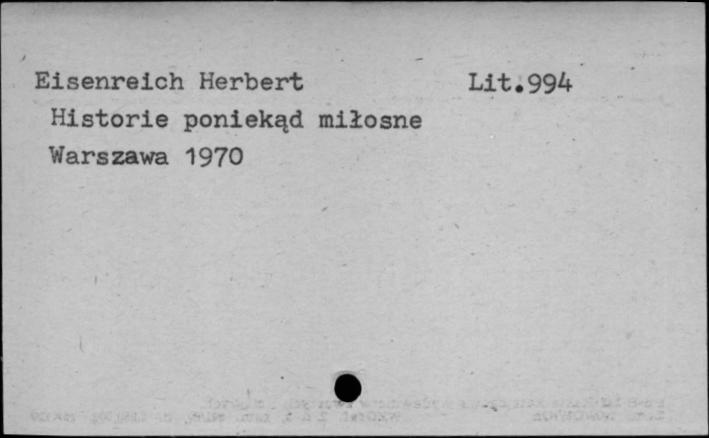 Eisenreich Herbert Lit.994
Historie poniekąd miłosne
Warszawa 1970